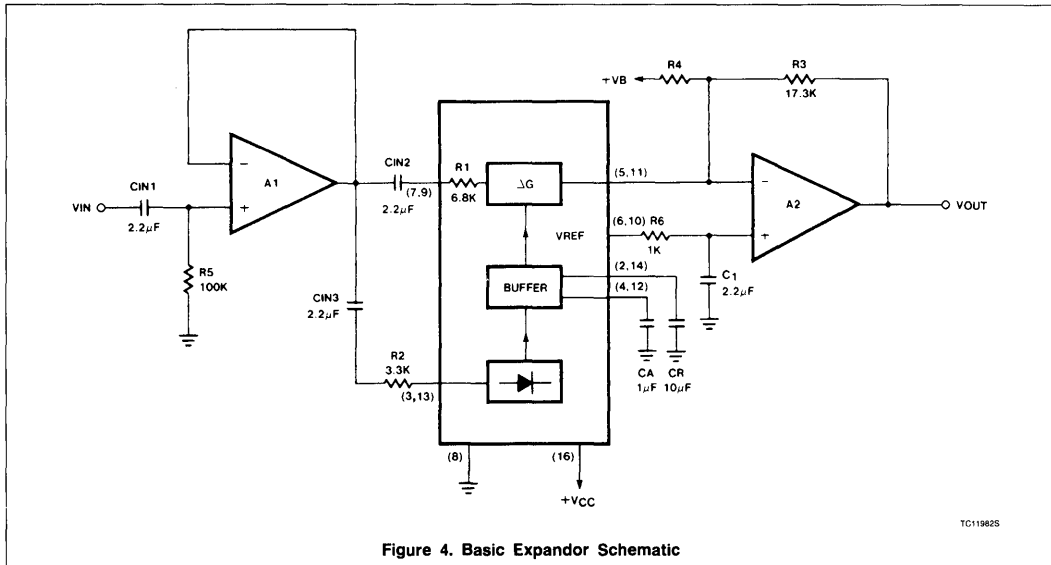 VIN
CIN1
2.2μF
R5
100K
-
+
A1
CIN2
(7,9)
2.2μF
CIN3
2.2μF
R2
3.3K
(3,13)
R1
6.8K
ΔG
BUFFER
VREF
(8)
(16)
+VCC
(5,11)
(6,10)
R6
1K
(2,14)
(4,12)
CA
1μF
CR
10μF
C1
2.2μF
+VB
R4
R3
17.3K
-
+
A2
VOUT
TC11982S
Figure 4. Basic Expandor Schematic